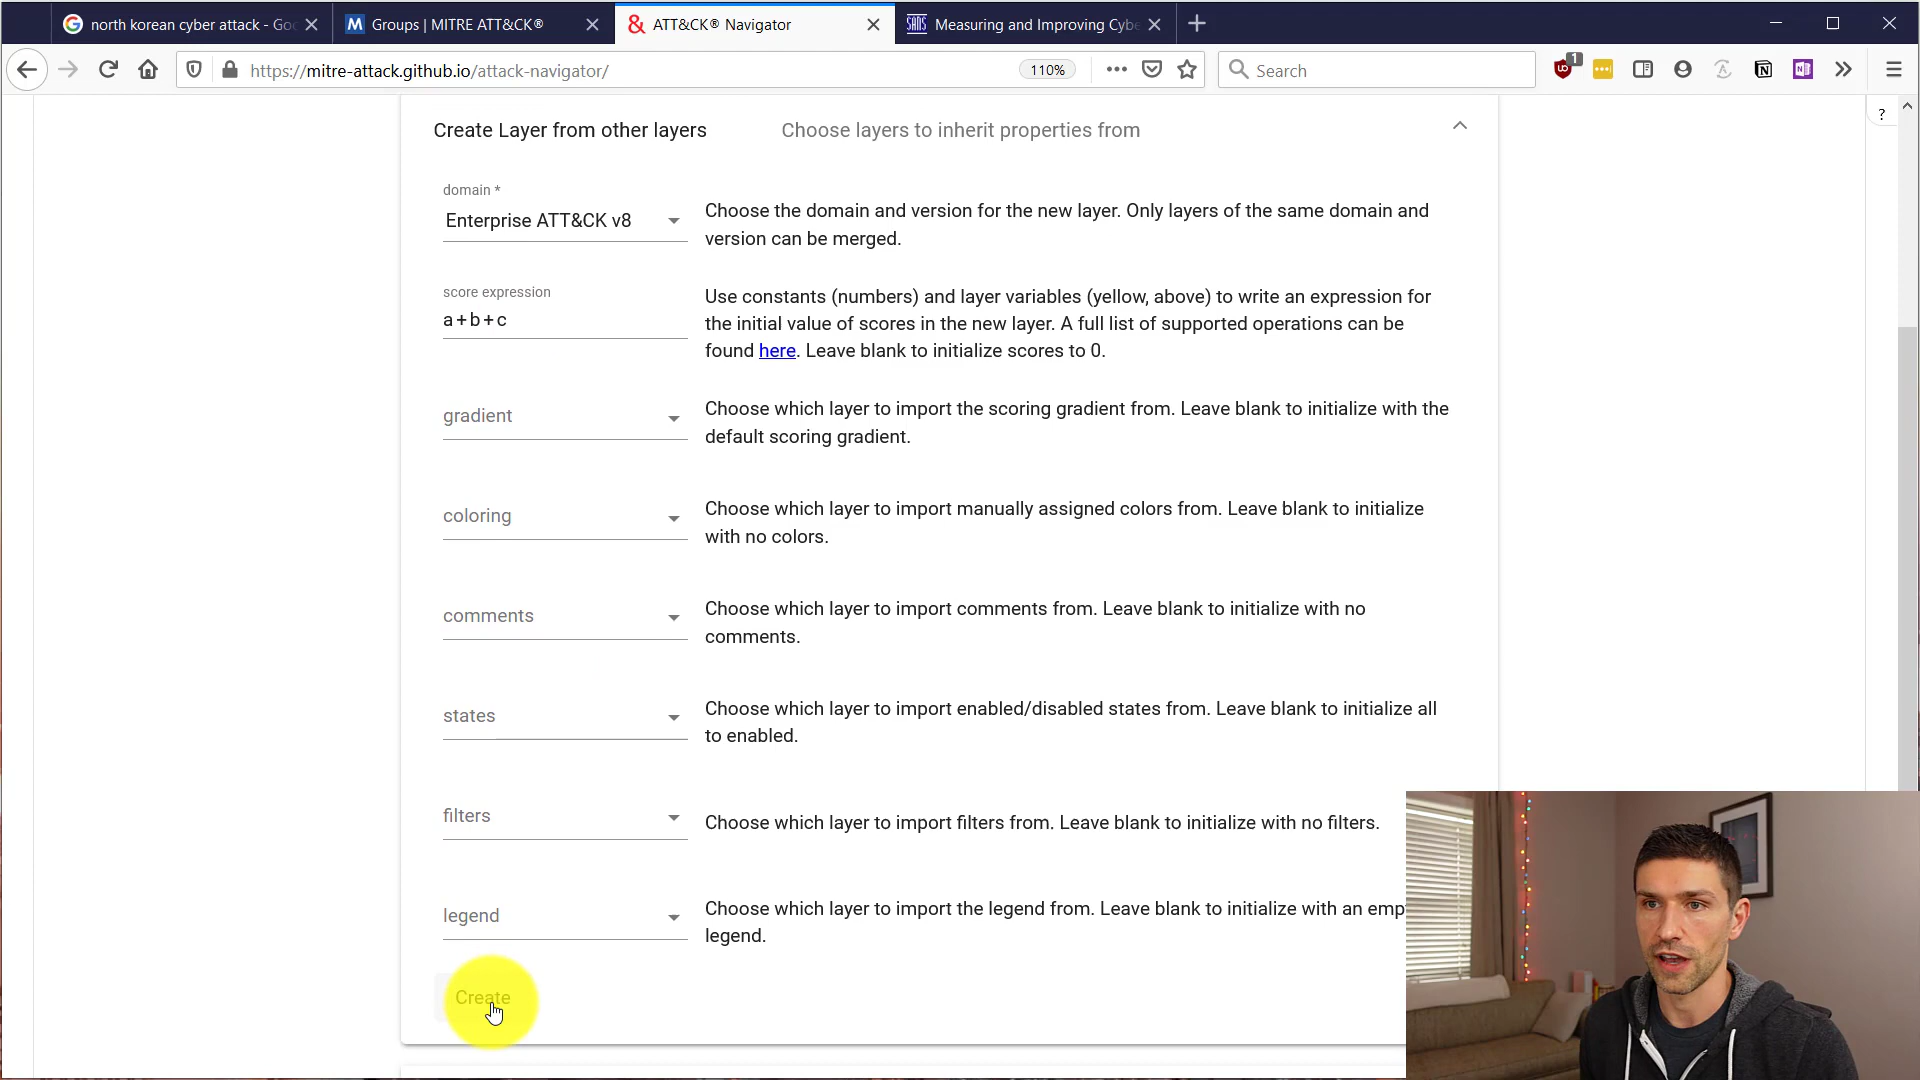 north korean cyber attack - Goo
Groups | MITRE ATT&CK®
ATT&CK® Navigator
SANS
Measuring and Improving Cybe
https://mitre-attack.github.io/attack-navigator/
110%
Search
1
?
Create Layer from other layers
Choose layers to inherit properties from
domain *
Enterprise ATT&CK v8
Choose the domain and version for the new layer. Only layers of the same domain and
version can be merged.
score expression
a+b+c
Use constants (numbers) and layer variables (yellow, above) to write an expression for
the initial value of scores in the new layer. A full list of supported operations can be
found here. Leave blank to initialize scores to 0.
gradient
Choose which layer to import the scoring gradient from. Leave blank to initialize with the
default scoring gradient.
coloring
Choose which layer to import manually assigned colors from. Leave blank to initialize
with no colors.
comments
Choose which layer to import comments from. Leave blank to initialize with no
comments.
states
Choose which layer to import enabled/disabled states from. Leave blank to initialize all
to enabled.
filters
Choose which layer to import filters from. Leave blank to initialize with no filters.
legend
Choose which layer to import the legend from. Leave blank to initialize with an emp
legend.
Create